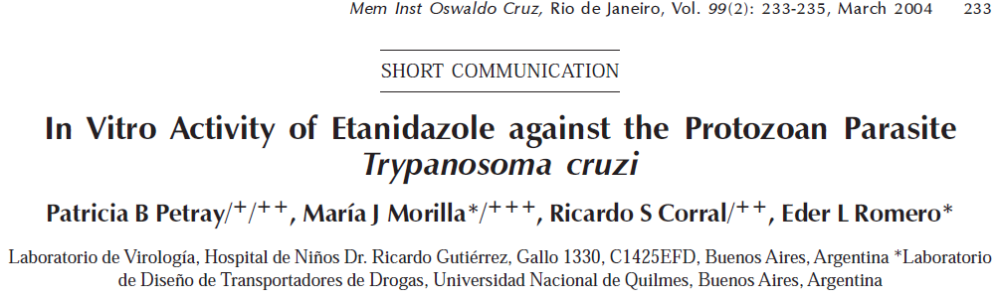 Mem Inst Oswaldo Cruz, Rio de Janeiro, Vol. 99(2): 233-235, March 2004 233
SHORT COMMUNICATION
In Vitro Activity of Etanidazole against the Protozoan Parasite
Trypanosoma cruzi
Patricia B Petray/+/++, María J Morilla*/+++, Ricardo S Corral/++, Eder L Romero*
Laboratorio de Virología, Hospital de Niños Dr. Ricardo Gutiérrez, Gallo 1330, C1425EFD, Buenos Aires, Argentina *Laboratorio
de Diseño de Transportadores de Drogas, Universidad Nacional de Quilmes, Buenos Aires, Argentina